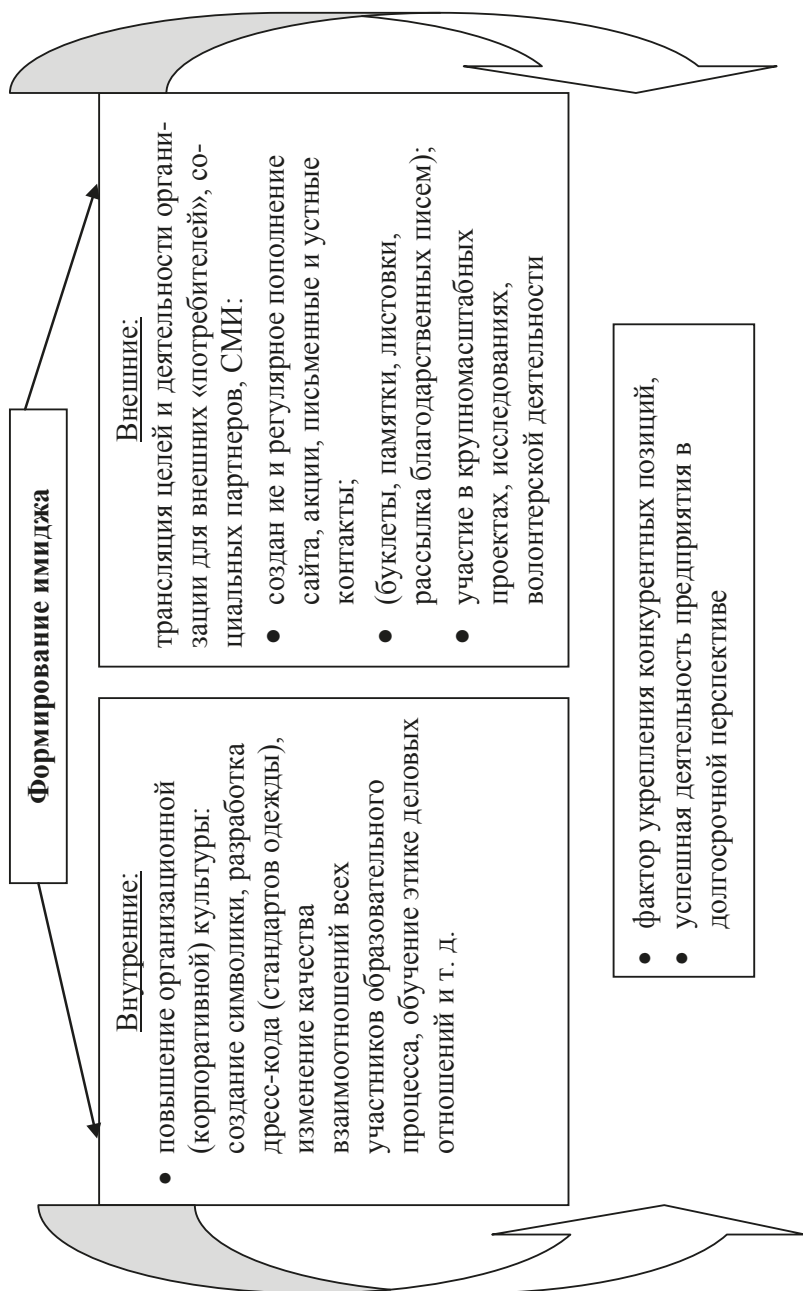 Формирование имиджа
Внутренние:
• повышение организационной
(корпоративной) культуры:
создание символики, разработка
дресс-кода (стандартов одежды),
изменение качества
взаимоотношений всех
участников образовательного
процесса, обучение этике деловых
отношений и т. д.
Внешние:
трансляция целей и деятельности органи-
зации для внешних «потребителей», со-
циальных партнеров, СМИ:
• создан ие и регулярное пополнение
сайта, акции, письменные и устные
контакты;
• (буклеты, памятки, листовки,
рассылка благодарственных писем);
• участие в крупномасштабных
проектах, исследованиях,
волонтерской деятельности
• фактор укрепления конкурентных позиций,
• успешная деятельность предприятия в
долгосрочной перспективе